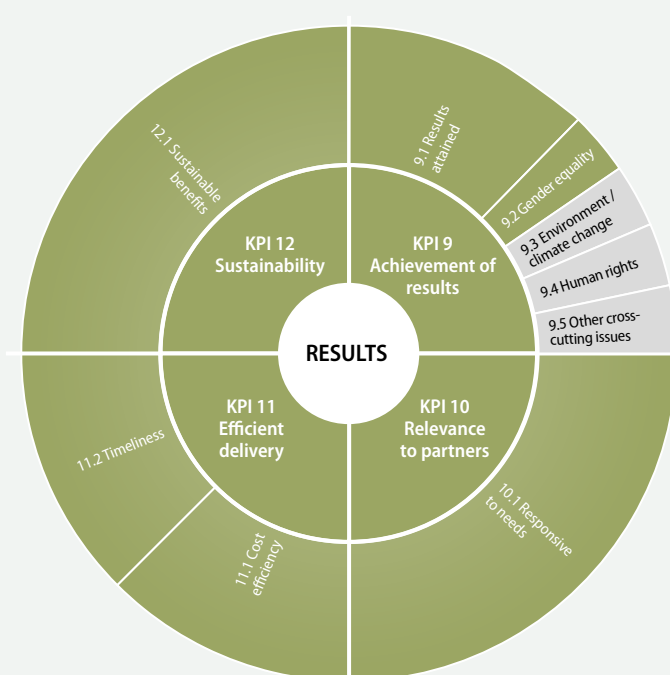 12.1 Sustainable
benefits
9.1 Results
attained
9.2 Gender equality
9.3 Environment /
climate change
9.4 Human rights
9.5 Other cross-
cutting issues
KPI 12
Sustainability
KPI 9
Achievement of
results
RESULTS
KPI 11
Efficient
delivery
KPI 10
Relevance
to partners
11.2 Timeliness
11.1 Cost
efficiency
10.1 Responsive
to needs